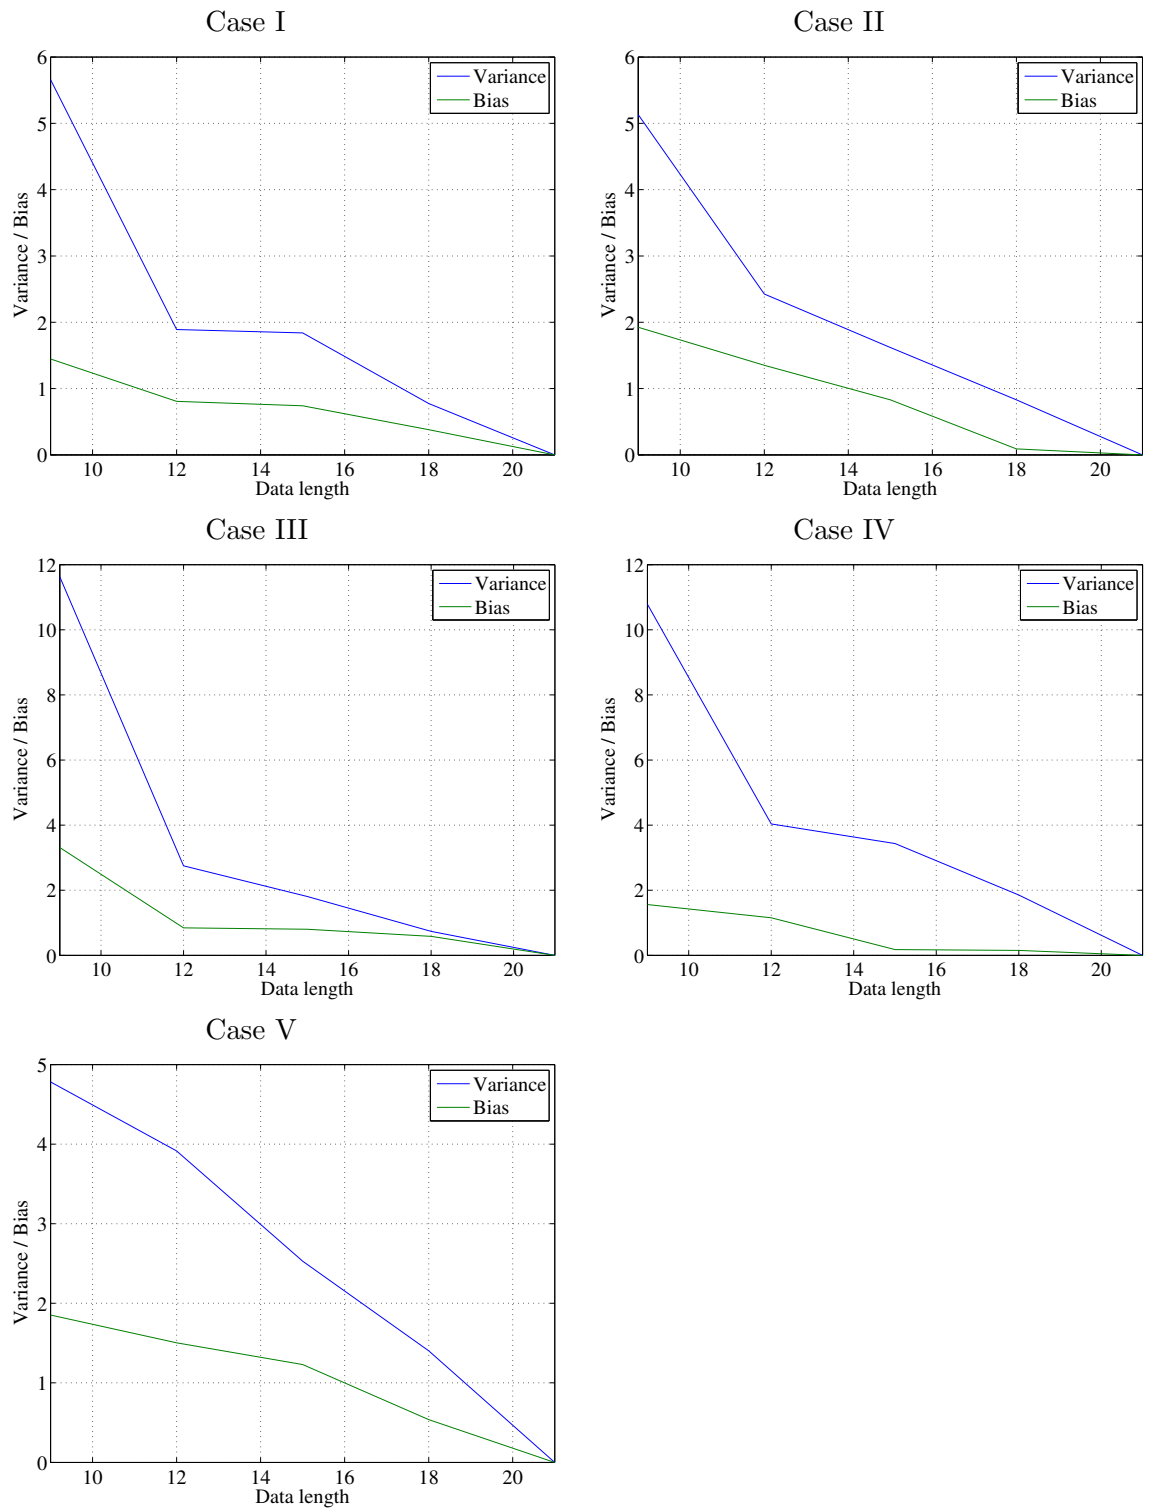 Case I
6
5
4
3
2
1
0
Variance / Bias
Variance
Bias
10 12 14 16 18 20
Data length
Case II
6
5
4
3
2
1
0
Variance / Bias
Variance
Bias
10 12 14 16 18 20
Data length
Case III
12
10
8
6
4
2
0
Variance / Bias
Variance
Bias
10 12 14 16 18 20
Data length
Case IV
12
10
8
6
4
2
0
Variance / Bias
Variance
Bias
10 12 14 16 18 20
Data length
Case V
5
4
3
2
1
0
Variance / Bias
Variance
Bias
10 12 14 16 18 20
Data length